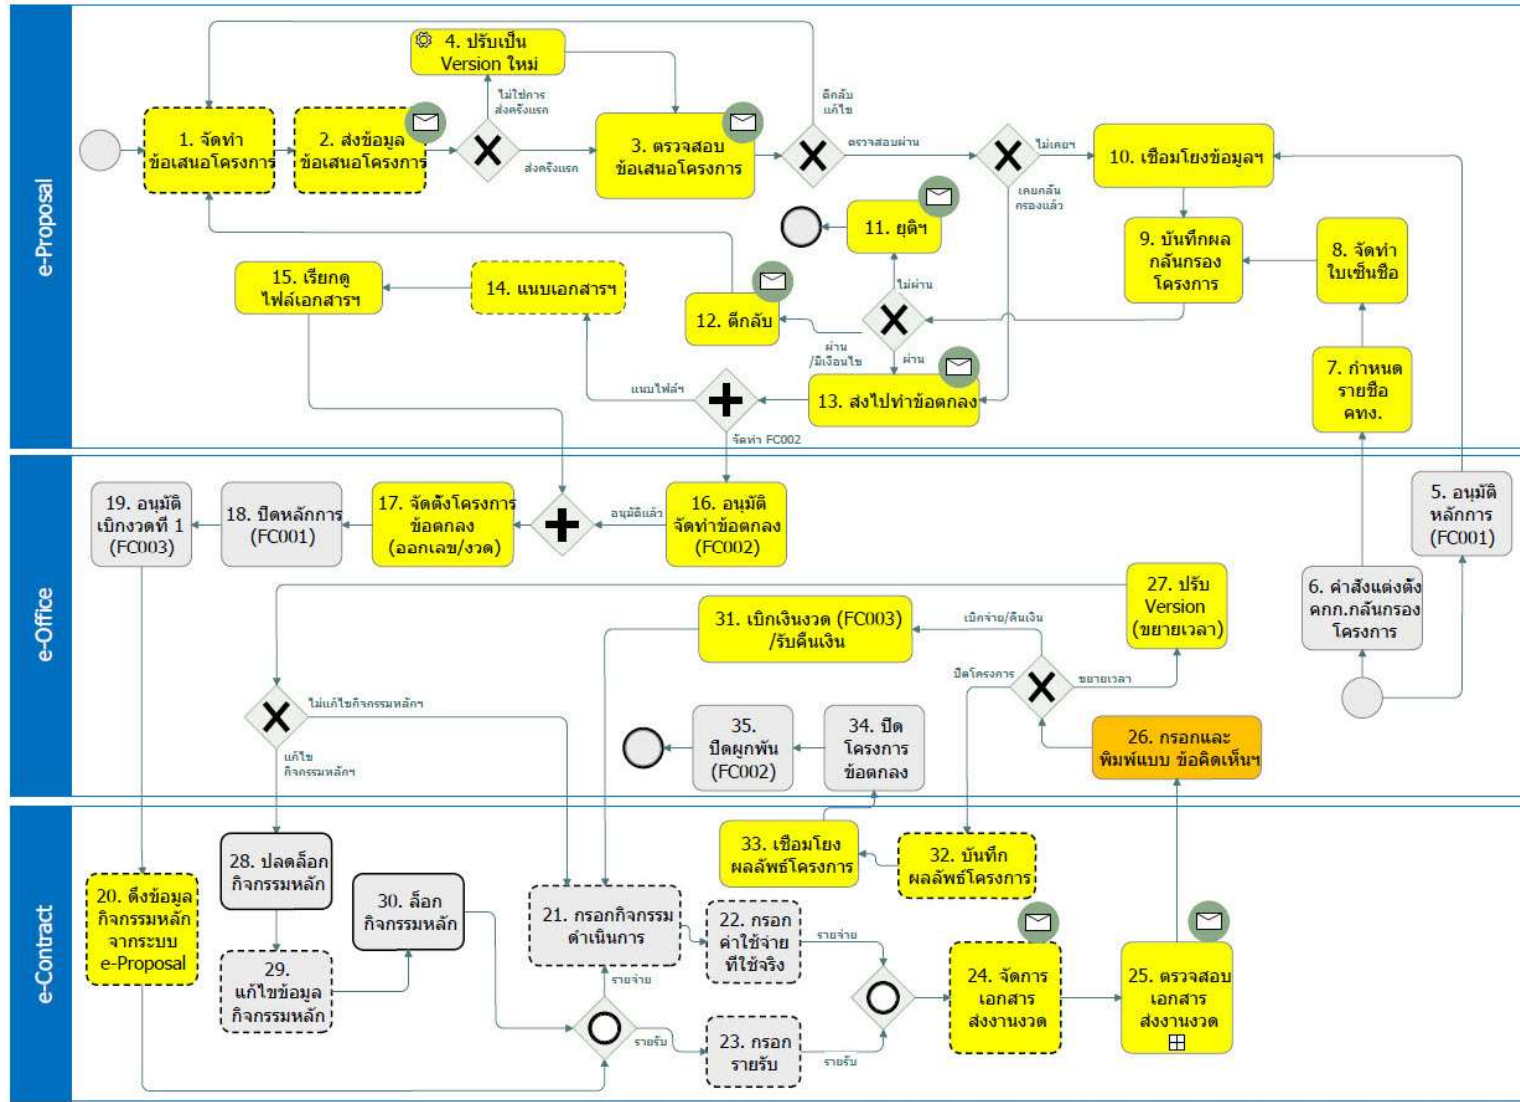 e-Proposal
4. ปรับเป็น
Version ใหม่
ไม่ใช่การ
ส่งครั้งแรก
ตีกลับ
แก้ไข
1. จัดทำ
ข้อเสนอโครงการ
2. ส่งข้อมูล
ข้อเสนอโครงการ
ส่งครั้งแรก
3. ตรวจสอบ
ข้อเสนอโครงการ
ตรวจสอบผ่าน
ไม่เคยฯ
10. เชื่อมโยงข้อมูลฯ
เคยกลั่น
กรองแล้ว
11. ยุติฯ
9. บันทึกผล
กลั่นกรอง
โครงการ
8. จัดทำ
ใบเซ็นชื่อ
15. เรียกดู
ไฟล์เอกสารฯ
14. แนบเอกสารฯ
ไม่ผ่าน
12. ตีกลับ
ผ่าน
/มีเงื่อนไข
ผ่าน
7. กำหนด
รายชื่อ
คทง.
แนบไฟล์ฯ
13. ส่งไปทำข้อตกลง
จัดทำ FC002
e-Office
19. อนุมัติ
เบิกงวดที่ 1
(FC003)
18. ปิดหลักการ
(FC001)
17. จัดตั้งโครงการ
ข้อตกลง
(ออกเลข/งวด)
อนุมัติแล้ว
16. อนุมัติ
จัดทำข้อตกลง
(FC002)
5. อนุมัติ
หลักการ
(FC001)
6. คำสั่งแต่งตั้ง
คกก.กลั่นกรอง
โครงการ
27. ปรับ
Version
(ขยายเวลา)
31. เบิกเงินงวด (FC003)
/รับคืนเงิน
เบิกจ่าย/คืนเงิน
ปิดโครงการ
ขยายเวลา
ไม่แก้ไขกิจกรรมหลักฯ
แก้ไข
กิจกรรมหลักฯ
35.
ปิดผูกพัน
(FC002)
34. ปิด
โครงการ
ข้อตกลง
26. กรอกและ
พิมพ์แบบ ข้อคิดเห็นฯ
e-Contract
28. ปลดล็อก
กิจกรรมหลัก
33. เชื่อมโยง
ผลลัพธ์โครงการ
32. บันทึก
ผลลัพธ์โครงการ
20. ดึงข้อมูล
กิจกรรมหลัก
จากระบบ
e-Proposal
30. ล็อก
กิจกรรมหลัก
21. กรอกกิจกรรม
ดำเนินการ
22. กรอก
ค่าใช้จ่าย
ที่ใช้จริง
รายจ่าย
29.
แก้ไขข้อมูล
กิจกรรมหลัก
รายจ่าย
24. จัดการ
เอกสาร
ส่งงานงวด
25. ตรวจสอบ
เอกสาร
ส่งงานงวด
รายรับ
23. กรอก
รายรับ
รายรับ